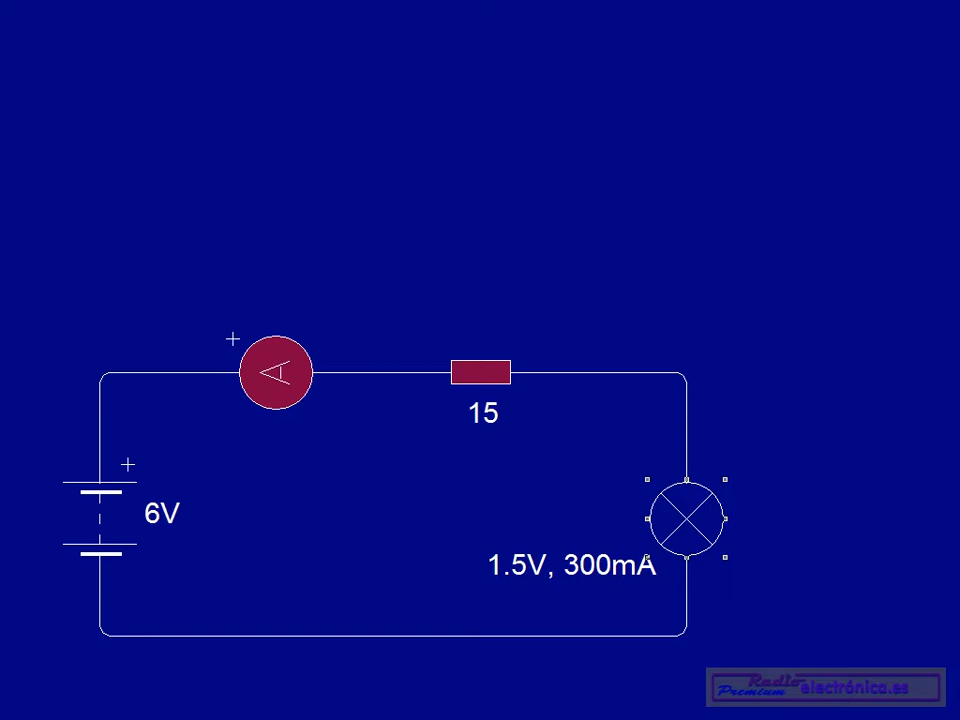 +
A
15
+
6V
1.5V, 300mA
Radio
Premium electrónica.es